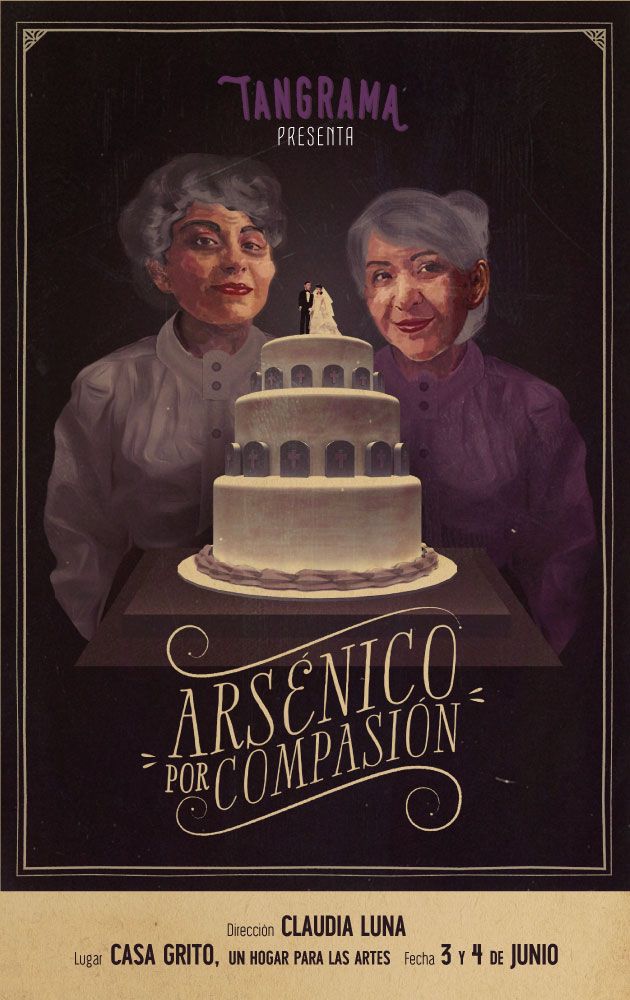 TANGRAMA
PRESENTA
ARSÉNICO
POR COMPASIÓN
Dirección CLAUDIA LUNA
Lugar CASA GRITO, UN HOGAR PARA LAS ARTES Fecha 3 Y 4 DE JUNIO